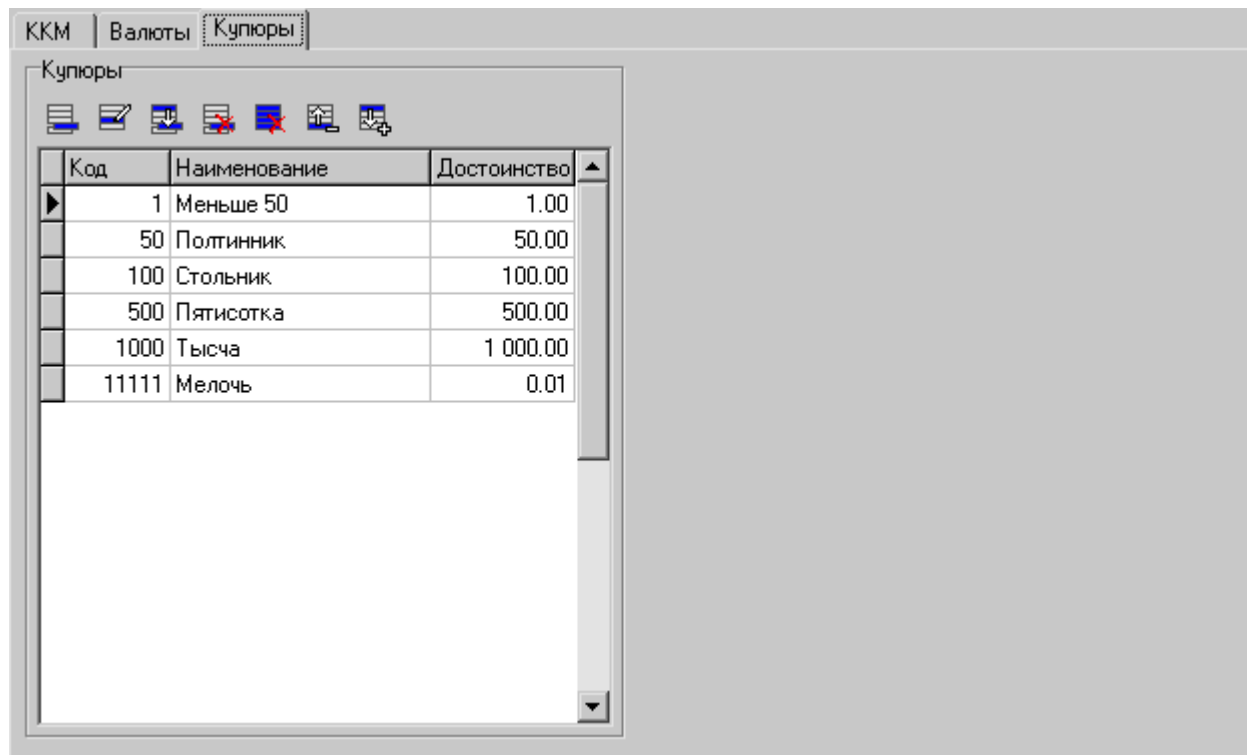 ККМ Валюты Купюры
Купюры
Код Наименование Достоинство
1 Меньше 50 1.00
50 Полтинник 50.00
100 Стольник 100.00
500 Пятисотка 500.00
1000 Тысча 1 000.00
11111 Мелочь 0.01